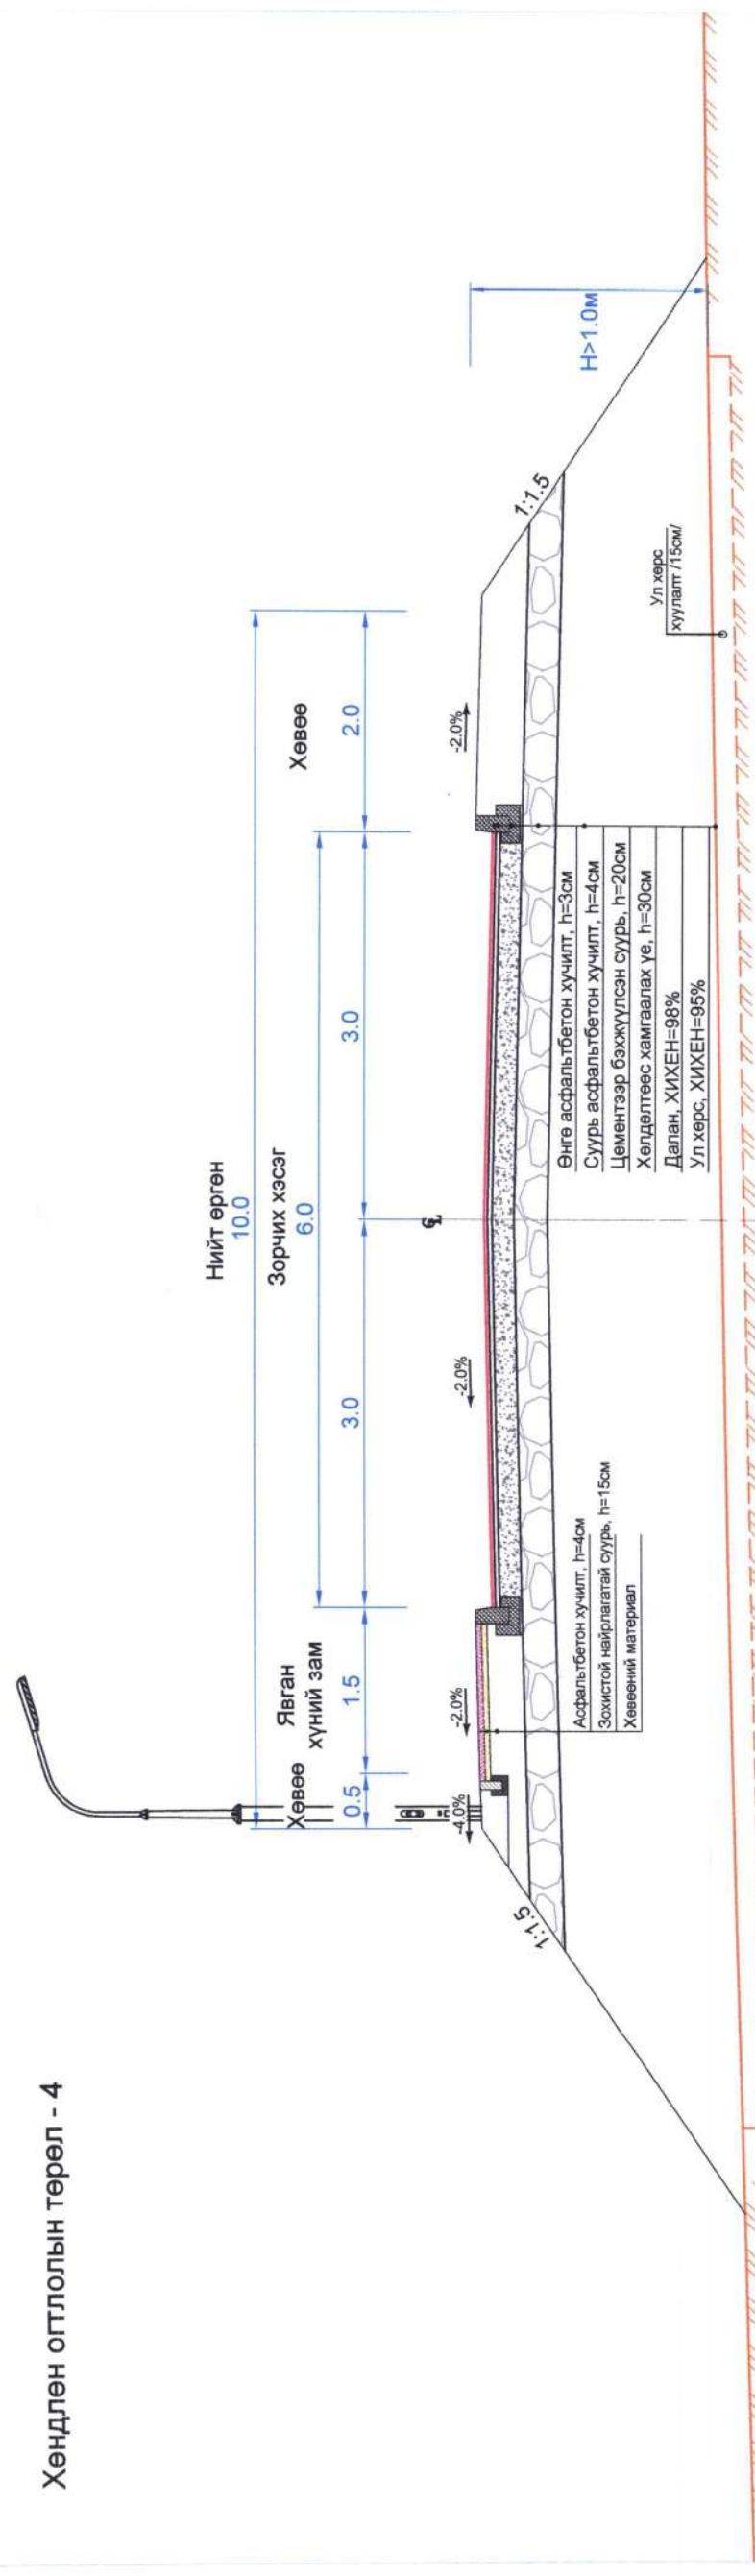 Хөндлөн огтлолын төрөл - 4
Нийт өргөн
10.0
Зорчих хэсэг
6.0
Хөвөө
0.5
Явган
хүний зам
1.5
3.0
3.0
Хөвөө
2.0
-4.0%
-2.0%
-2.0%
-2.0%
1:1.5
1:1.5
H>1.0м
Асфальтбетон хучилт, h=4см
Зохистой найрлагатай суурь, h=15см
Хөвөөний материал
Өнгө асфальтбетон хучилт, h=3см
Суурь асфальтбетон хучилт, h=4см
Цементээр бэхжүүлсэн суурь, h=20см
Хөлдөлтөөс хамгаалах үе, h=30см
Далан, ХИХЕН=98%
Ул хөрс, ХИХЕН=95%
Ул хөрс
хуулалт /15см/